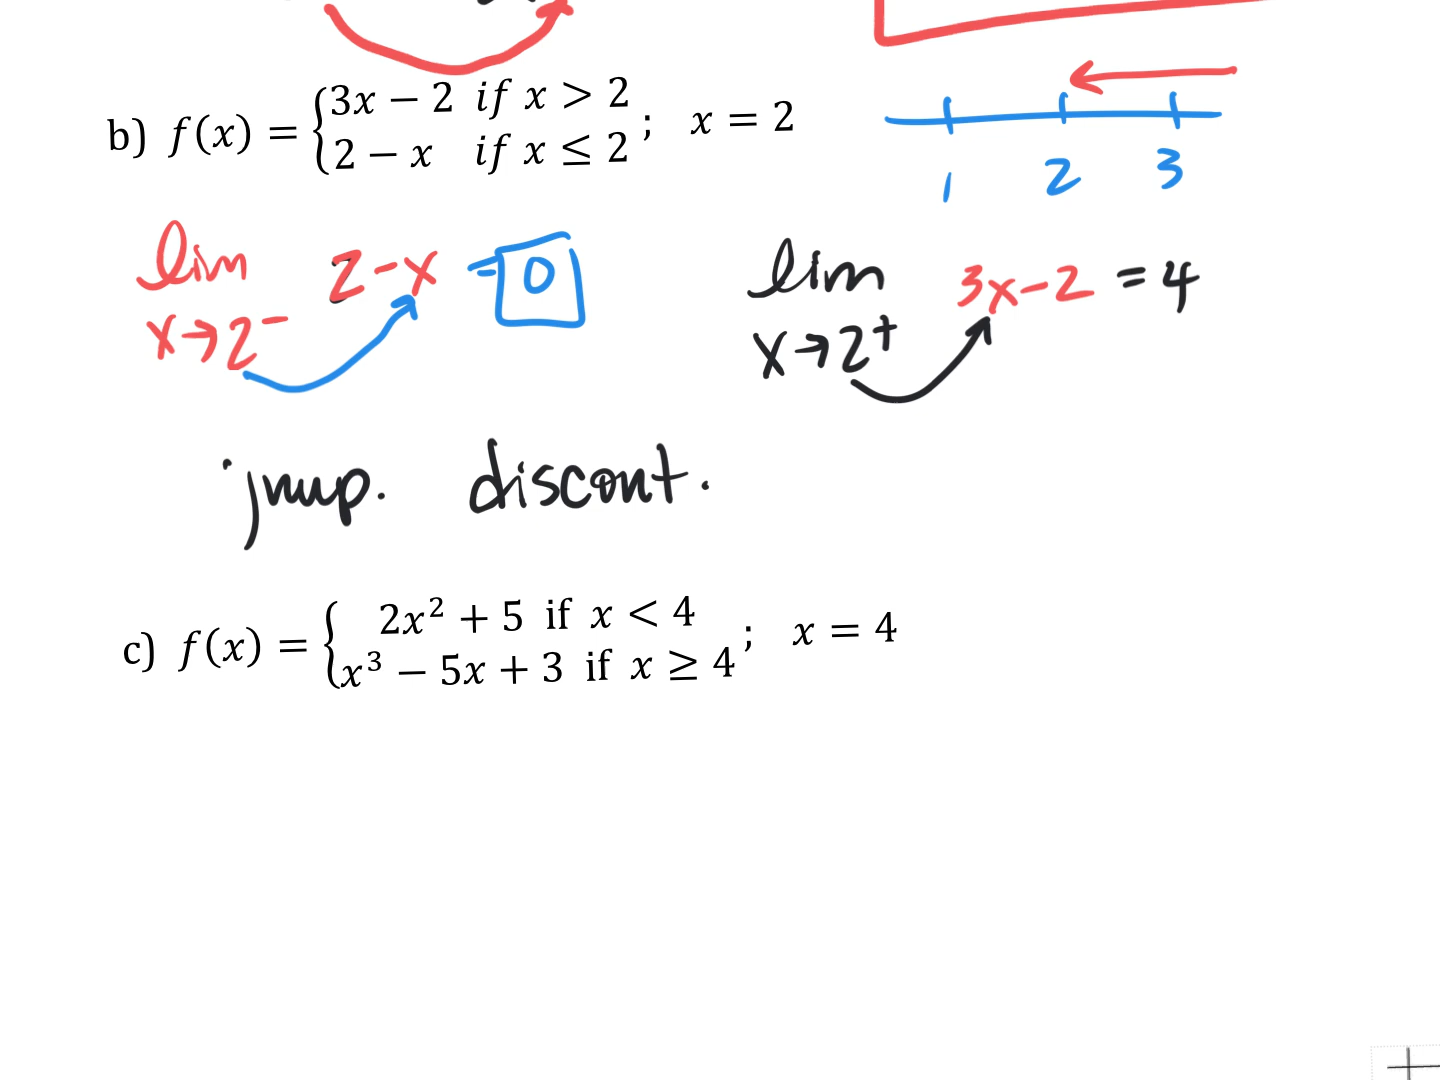 b) f(x) = {3x − 2 if x > 2
2 − x if x ≤ 2 ; x = 2
1 2 3
lim x→2⁻ 2 − x = 0
lim x→2⁺ 3x − 2 = 4
jmup. discont.
c) f(x) = {2x² + 5 if x < 4
x³ − 5x + 3 if x ≥ 4 ; x = 4